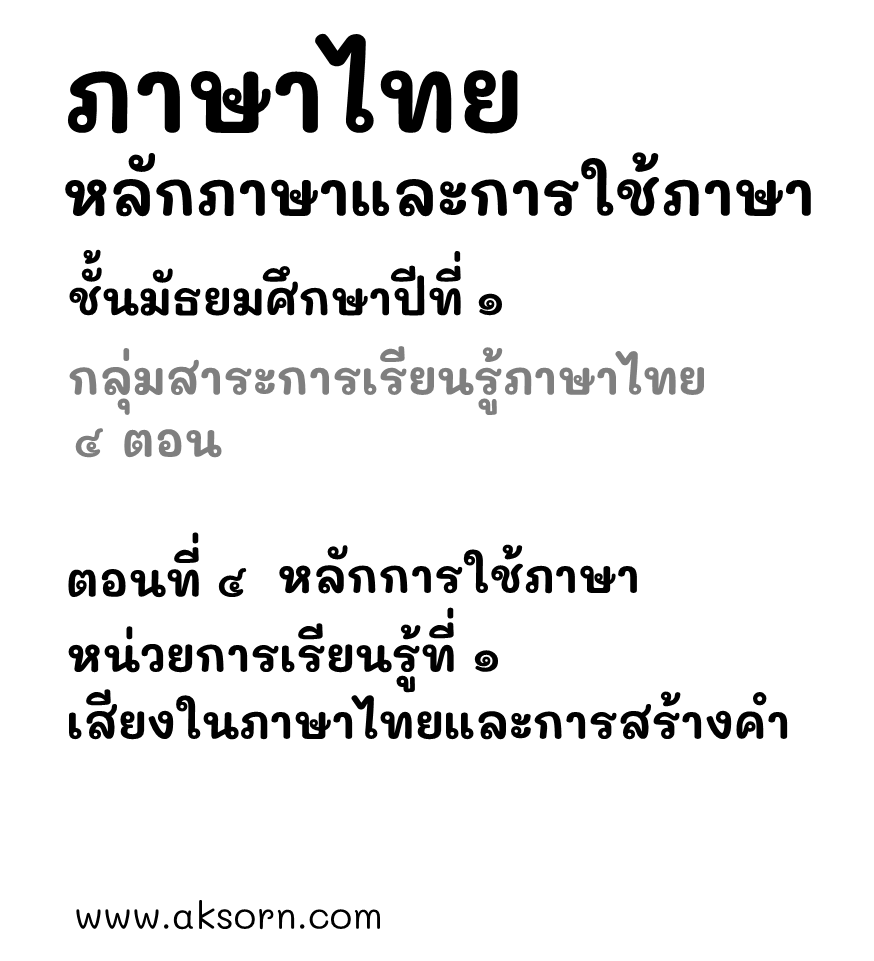 ภาษาไทย
หลักภาษาและการใช้ภาษา
ชั้นมัธยมศึกษาปีที่ ๑
กลุ่มสาระการเรียนรู้ภาษาไทย
๔ ตอน
ตอนที่ ๔ หลักการใช้ภาษา
หน่วยการเรียนรู้ที่ ๑
เสียงในภาษาไทยและการสร้างคำ
www.aksorn.com